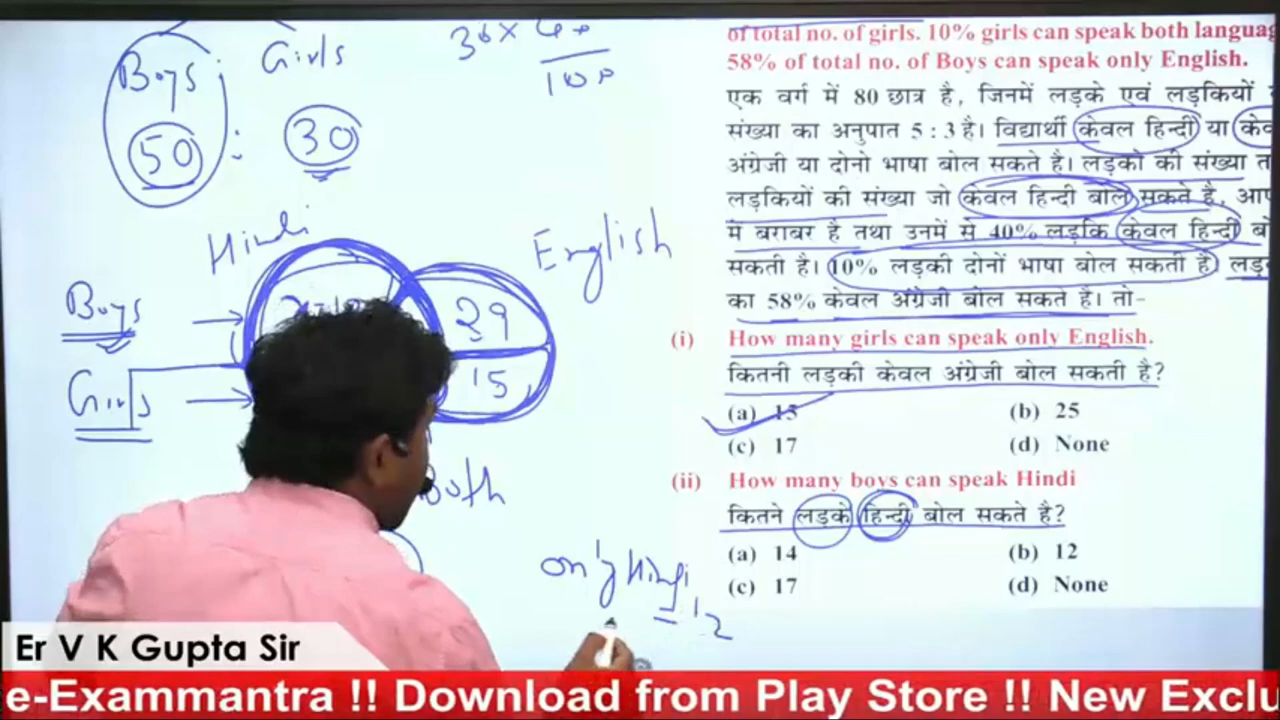 Boys : Girls
50 : 30
36 × 40
100
Hindi
English
Boys
29
Girls
15
Both
only Hindi
= 12
of total no. of girls. 10% girls can speak both languag
58% of total no. of Boys can speak only English.
एक वर्ग में 80 छात्र है, जिनमें लड़के एवं लड़कियों
संख्या का अनुपात 5 : 3 है। विद्यार्थी केवल हिन्दी या केव
अंग्रेजी या दोनो भाषा बोल सकते है। लड़को की संख्या त
लड़कियों की संख्या जो केवल हिन्दी बोल सकते है, आप
में बराबर है तथा उनमें से 40% लड़कि केवल हिन्दी बो
सकती है। 10% लड़की दोनों भाषा बोल सकती है लड़
का 58% केवल अंग्रेजी बोल सकते है। तो-
(i) How many girls can speak only English.
कितनी लड़की केवल अंग्रेजी बोल सकती है?
(a) 15 (b) 25
(c) 17 (d) None
(ii) How many boys can speak Hindi
कितने लड़के हिन्दी बोल सकते है?
(a) 14 (b) 12
(c) 17 (d) None
Er V K Gupta Sir
e-Exammantra !! Download from Play Store !! New Exclu